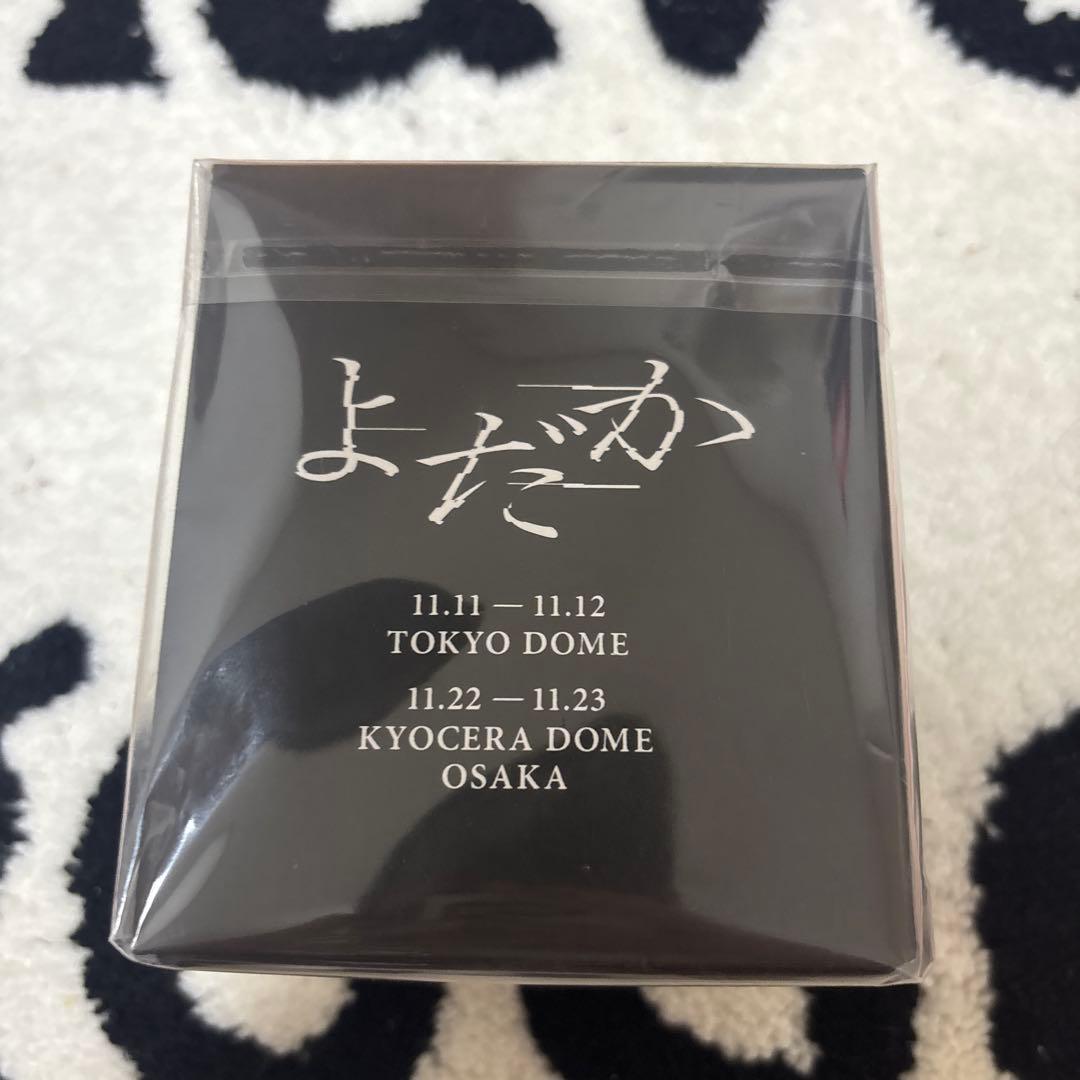 よだか
11.11 — 11.12
TOKYO DOME
11.22 — 11.23
KYOCERA DOME
OSAKA